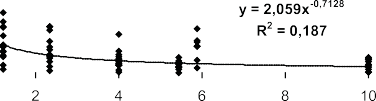 y = 2,059x^-0,7128
R² = 0,187
2 4 6 8 10